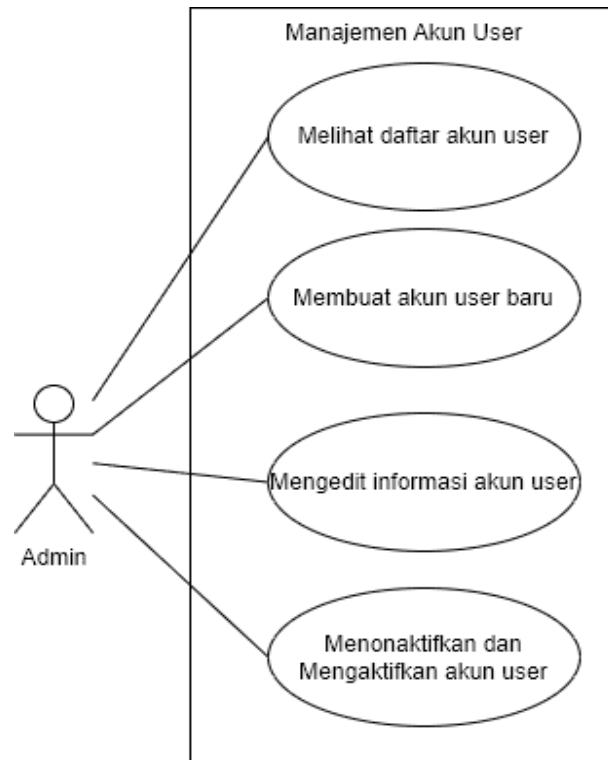 Manajemen Akun User
Melihat daftar akun user
Membuat akun user baru
Mengedit informasi akun user
Admin
Menonaktifkan dan
Mengaktifkan akun user